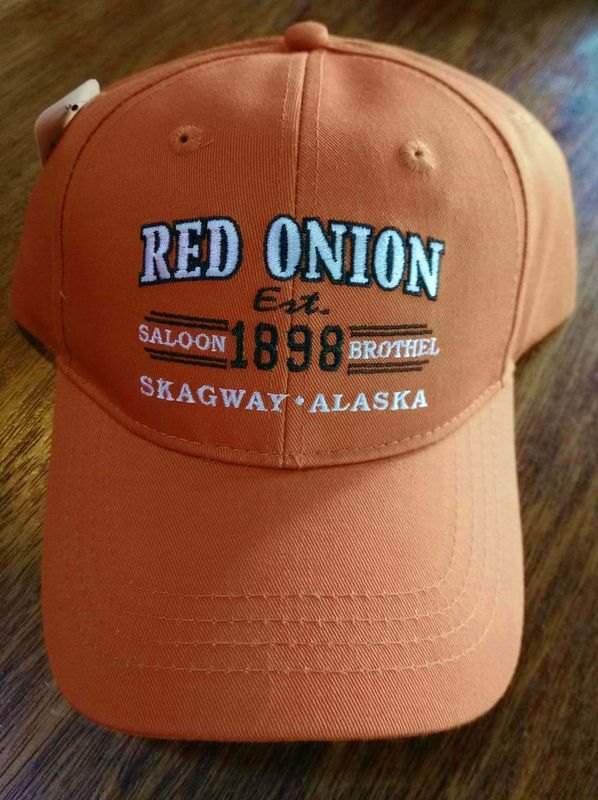 RED ONION
Est.
SALOON 1898 BROTHEL
SKAGWAY • ALASKA